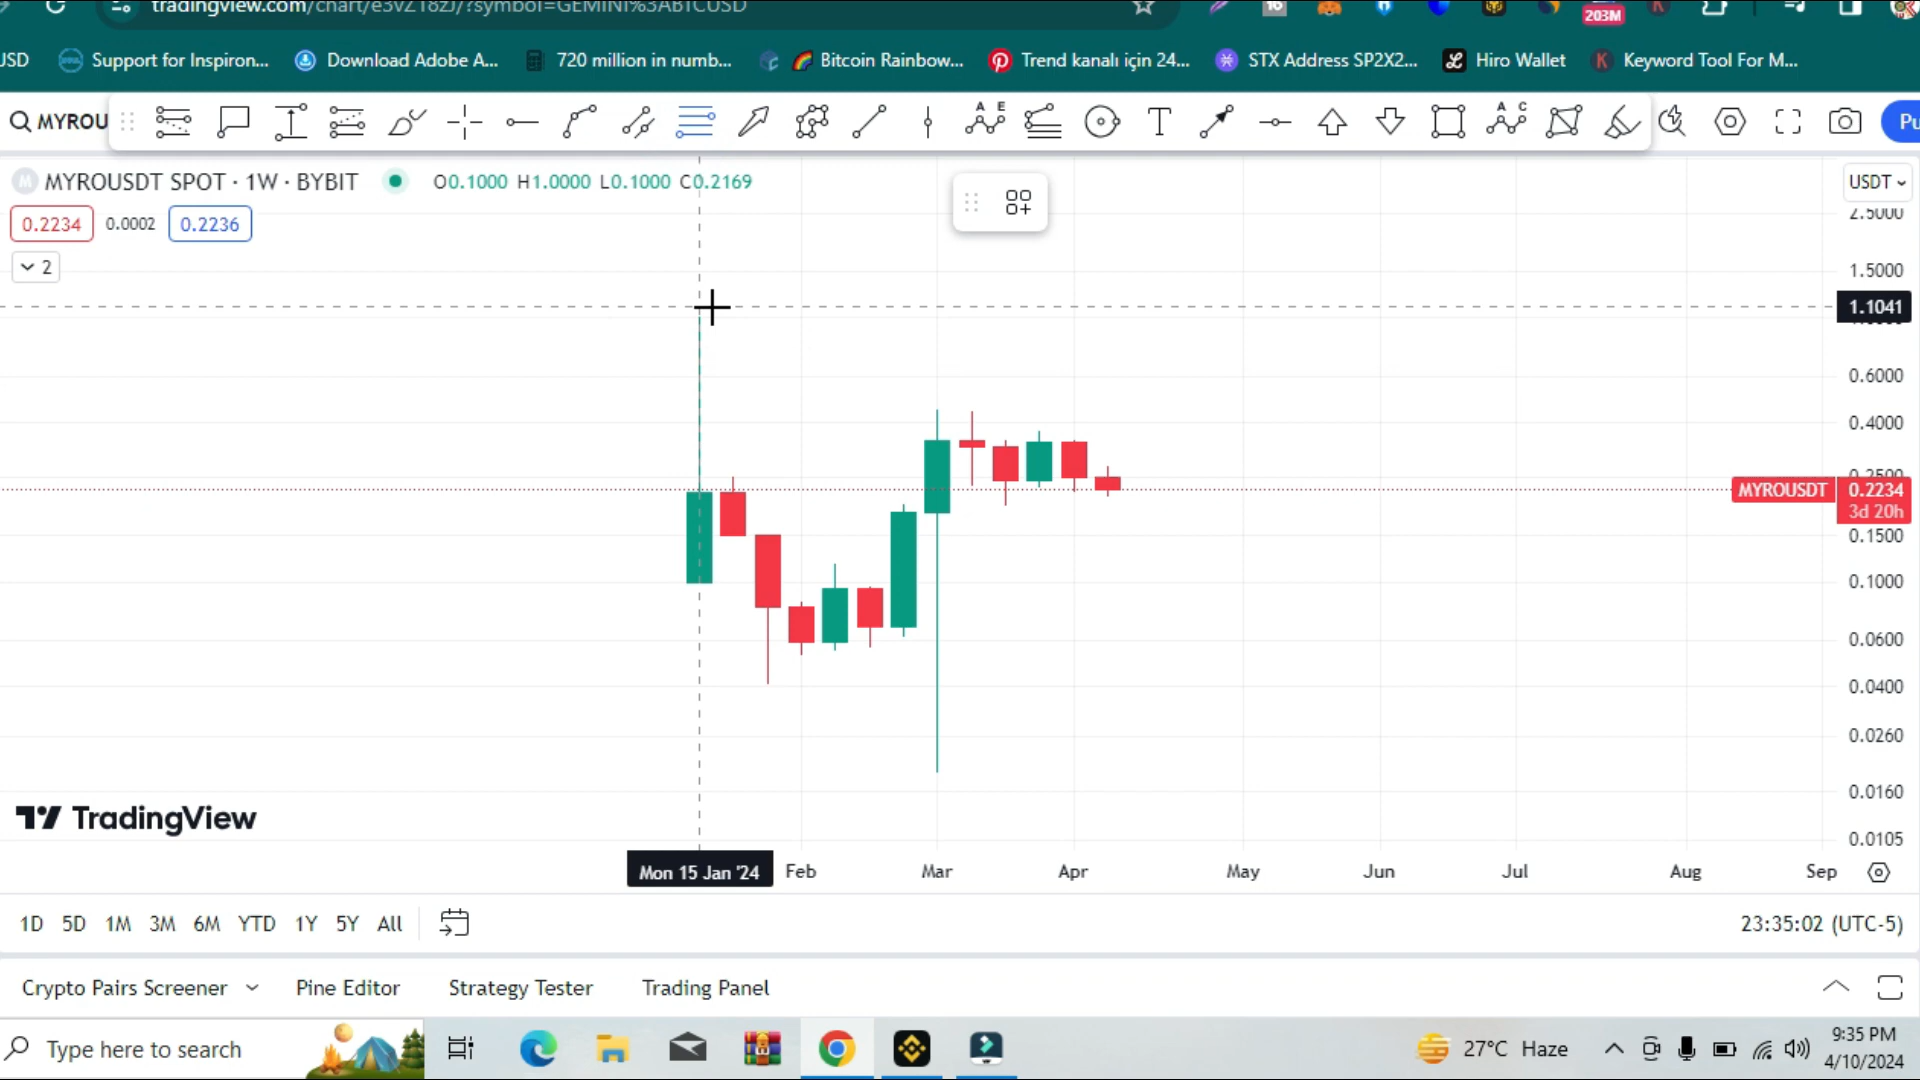 tradingview.com/chart/e3vZ18zJ/?symbol=GEMINI%3ABTCUSD
203M
USD Support for Inspiron... Download Adobe A... 720 million in numb... Bitcoin Rainbow... Trend kanalı için 24... STX Address SP2X2... Hiro Wallet Keyword Tool For M...
MYROU
T
Pu
MYROUSDT SPOT · 1W · BYBIT O0.1000 H1.0000 L0.1000 C0.2169
USDT
0.2234 0.0002 0.2236
2
2.5000
1.5000
1.1041
0.6000
0.4000
0.2500
MYROUSDT 0.2234
3d 20h
0.1500
0.1000
0.0600
0.0400
0.0260
0.0160
0.0105
TradingView
Mon 15 Jan '24 Feb Mar Apr May Jun Jul Aug Sep
1D 5D 1M 3M 6M YTD 1Y 5Y All
23:35:02 (UTC-5)
Crypto Pairs Screener Pine Editor Strategy Tester Trading Panel
Type here to search
27°C Haze
9:35 PM
4/10/2024